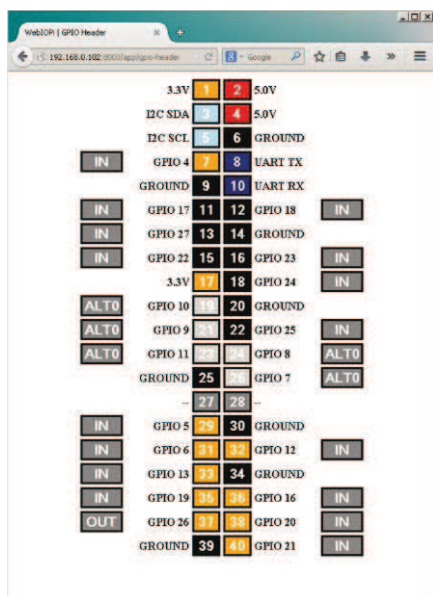 WebIOPi | GPIO Header
192.168.0.102:8000/app/gpio-header
Google
3.3V 1 2 5.0V
I2C SDA 3 4 5.0V
I2C SCL 5 6 GROUND
IN GPIO 4 7 8 UART TX
GROUND 9 10 UART RX
IN GPIO 17 11 12 GPIO 18 IN
IN GPIO 27 13 14 GROUND
IN GPIO 22 15 16 GPIO 23 IN
3.3V 17 18 GPIO 24 IN
ALT0 GPIO 10 19 20 GROUND
ALT0 GPIO 9 21 22 GPIO 25 IN
ALT0 GPIO 11 23 24 GPIO 8 ALT0
GROUND 25 26 GPIO 7 ALT0
-- 27 28 --
IN GPIO 5 29 30 GROUND
IN GPIO 6 31 32 GPIO 12 IN
IN GPIO 13 33 34 GROUND
IN GPIO 19 35 36 GPIO 16 IN
OUT GPIO 26 37 38 GPIO 20 IN
GROUND 39 40 GPIO 21 IN